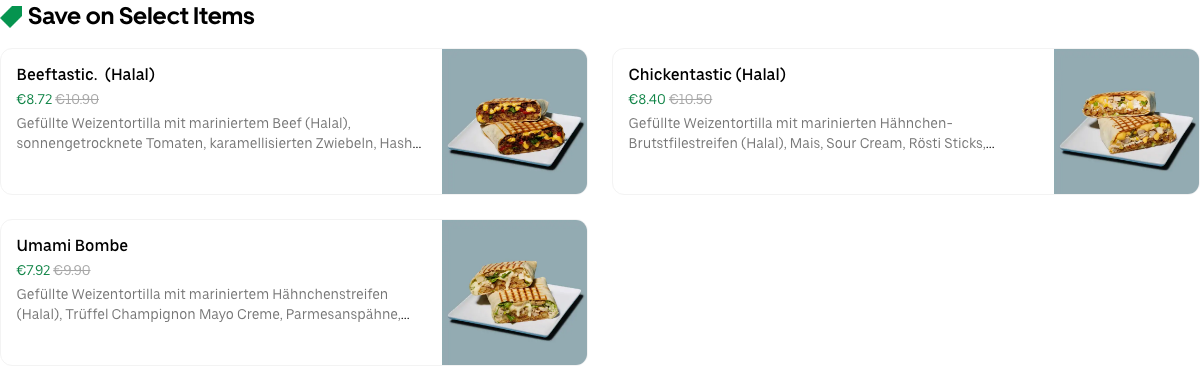 Save on Select Items
Beeftastic. (Halal)
€8.72 €10.90
Gefüllte Weizentortilla mit mariniertem Beef (Halal),
sonnengetrocknete Tomaten, karamellisierten Zwiebeln, Hash...
Chickentastic (Halal)
€8.40 €10.50
Gefüllte Weizentortilla mit marinierten Hähnchen-
Brutstfilestreifen (Halal), Mais, Sour Cream, Rösti Sticks,...
Umami Bombe
€7.92 €9.90
Gefüllte Weizentortilla mit mariniertem Hähnchenstreifen
(Halal), Trüffel Champignon Mayo Creme, Parmesanspähne,...